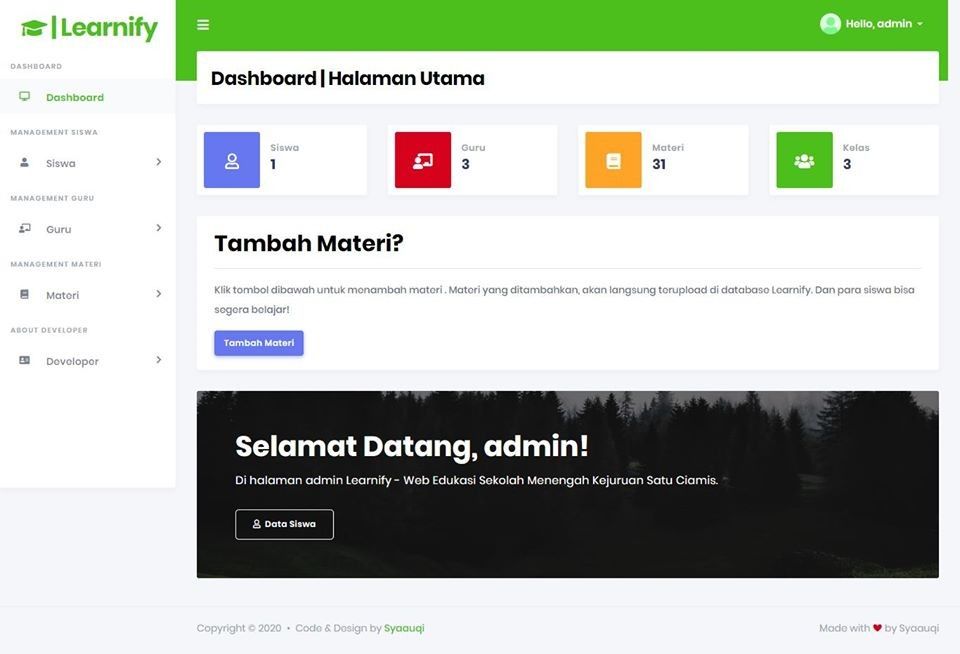 | Learnify
Hello, admin
DASHBOARD
Dashboard
MANAGEMENT SISWA
Siswa
MANAGEMENT GURU
Guru
MANAGEMENT MATERI
Materi
ABOUT DEVELOPER
Developer
Dashboard | Halaman Utama
Siswa
1
Guru
3
Materi
31
Kelas
3
Tambah Materi?
Klik tombol dibawah untuk menambah materi . Materi yang ditambahkan, akan langsung terupload di database Learnify. Dan para siswa bisa
segera belajar!
Tambah Materi
Selamat Datang, admin!
Di halaman admin Learnify - Web Edukasi Sekolah Menengah Kejuruan Satu Ciamis.
Data Siswa
Copyright © 2020 • Code & Design by Syaauqi
Made with ❤ by Syaauqi